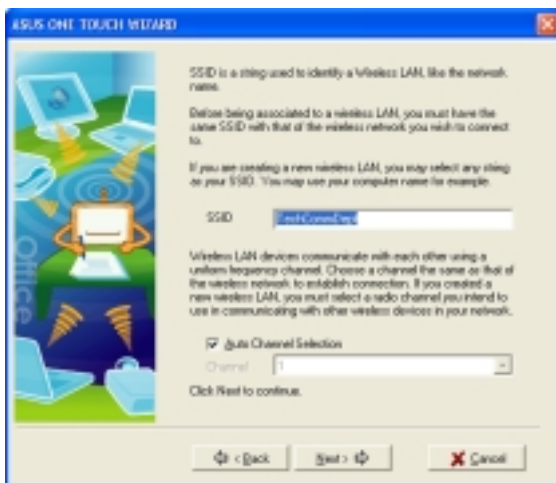 ASUS ONE TOUCH WIZARD
SSID is a string used to identify a Wireless LAN, like the network
name.
Before being associated to a wireless LAN, you must have the
same SSID with that of the wireless network you wish to connect
to.
If you are creating a new wireless LAN, you may select any string
as your SSID. You may use your computer name for example.
SSID
TechCommDept
Wireless LAN devices communicate with each other using a
uniform frequency channel. Choose a channel the same as that of
the wireless network to establish connection. If you created a
new wireless LAN, you must select a radio channel you intend to
use in communicating with other wireless devices in your network.
Auto Channel Selection
Channel 1
Click Next to continue.
Office
< Back Next > Cancel